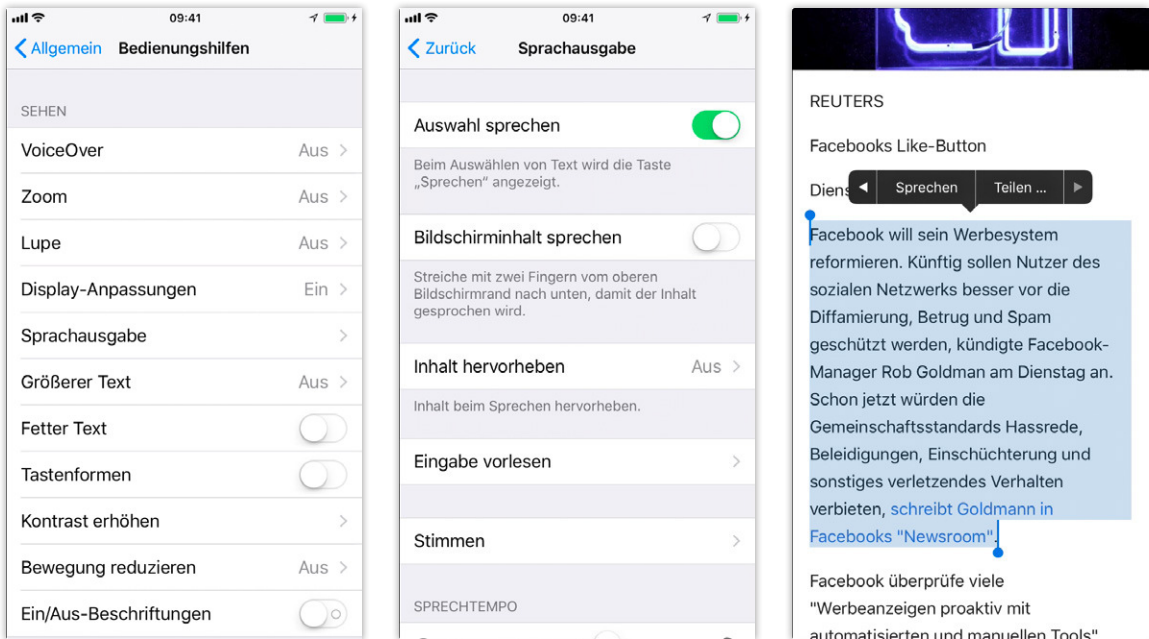 09:41
Allgemein Bedienungshilfen
SEHEN
VoiceOver Aus
Zoom Aus
Lupe Aus
Display-Anpassungen Ein
Sprachausgabe
Größerer Text Aus
Fetter Text
Tastenformen
Kontrast erhöhen
Bewegung reduzieren Aus
Ein/Aus-Beschriftungen
09:41
Zurück Sprachausgabe
Auswahl sprechen
Beim Auswählen von Text wird die Taste
„Sprechen“ angezeigt.
Bildschirminhalt sprechen
Streiche mit zwei Fingern vom oberen
Bildschirmrand nach unten, damit der Inhalt
gesprochen wird.
Inhalt hervorheben Aus
Inhalt beim Sprechen hervorheben.
Eingabe vorlesen
Stimmen
SPRECHTEMPO
REUTERS
Facebooks Like-Button
Diens
Sprechen Teilen ...
Facebook will sein Werbesystem
reformieren. Künftig sollen Nutzer des
sozialen Netzwerks besser vor die
Diffamierung, Betrug und Spam
geschützt werden, kündigte Facebook-
Manager Rob Goldman am Dienstag an.
Schon jetzt würden die
Gemeinschaftsstandards Hassrede,
Beleidigungen, Einschüchterung und
sonstiges verletzendes Verhalten
verbieten, schreibt Goldmann in
Facebooks "Newsroom".
Facebook überprüfe viele
"Werbeanzeigen proaktiv mit
automatisierten und manuellen Tools"